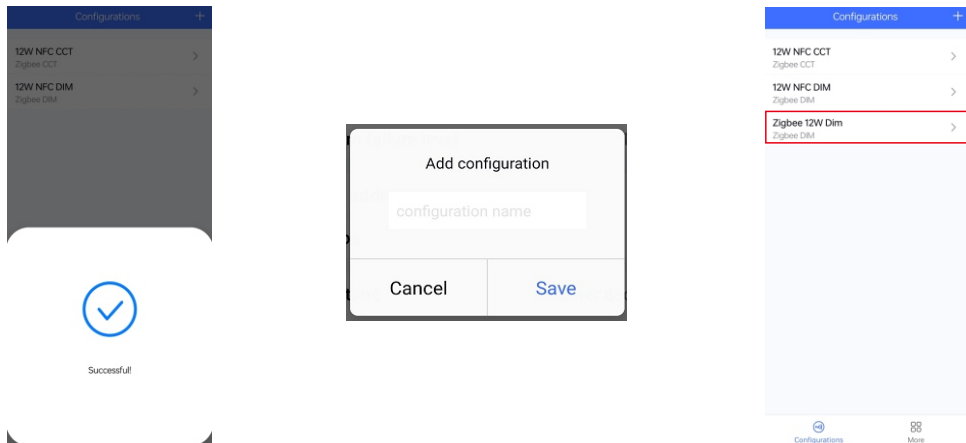 Configurations
+
12W NFC CCT
Zigbee CCT
12W NFC DIM
Zigbee DIM
Successful!
Add configuration
configuration name
Cancel
Save
Configurations
+
12W NFC CCT
Zigbee CCT
12W NFC DIM
Zigbee DIM
Zigbee 12W Dim
Zigbee DIM
Configurations
More